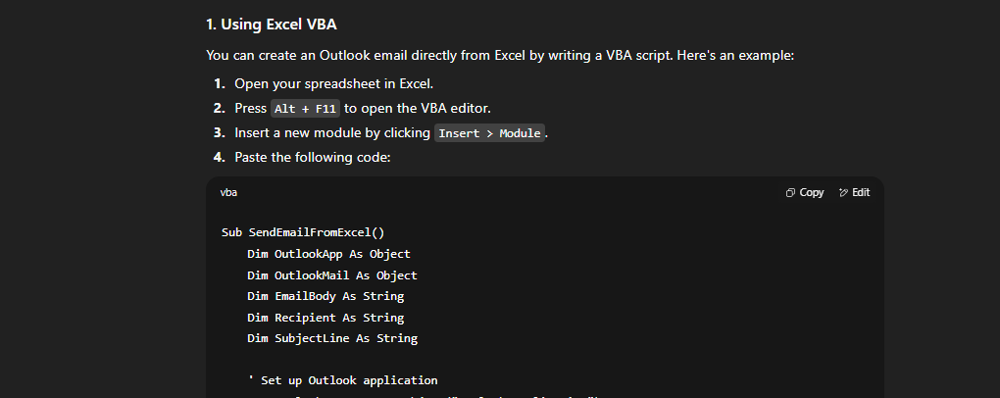 1. Using Excel VBA
You can create an Outlook email directly from Excel by writing a VBA script. Here's an example:
1. Open your spreadsheet in Excel.
2. Press Alt + F11 to open the VBA editor.
3. Insert a new module by clicking Insert > Module.
4. Paste the following code:
vba Copy Edit
Sub SendEmailFromExcel()
Dim OutlookApp As Object
Dim OutlookMail As Object
Dim EmailBody As String
Dim Recipient As String
Dim SubjectLine As String
' Set up Outlook application